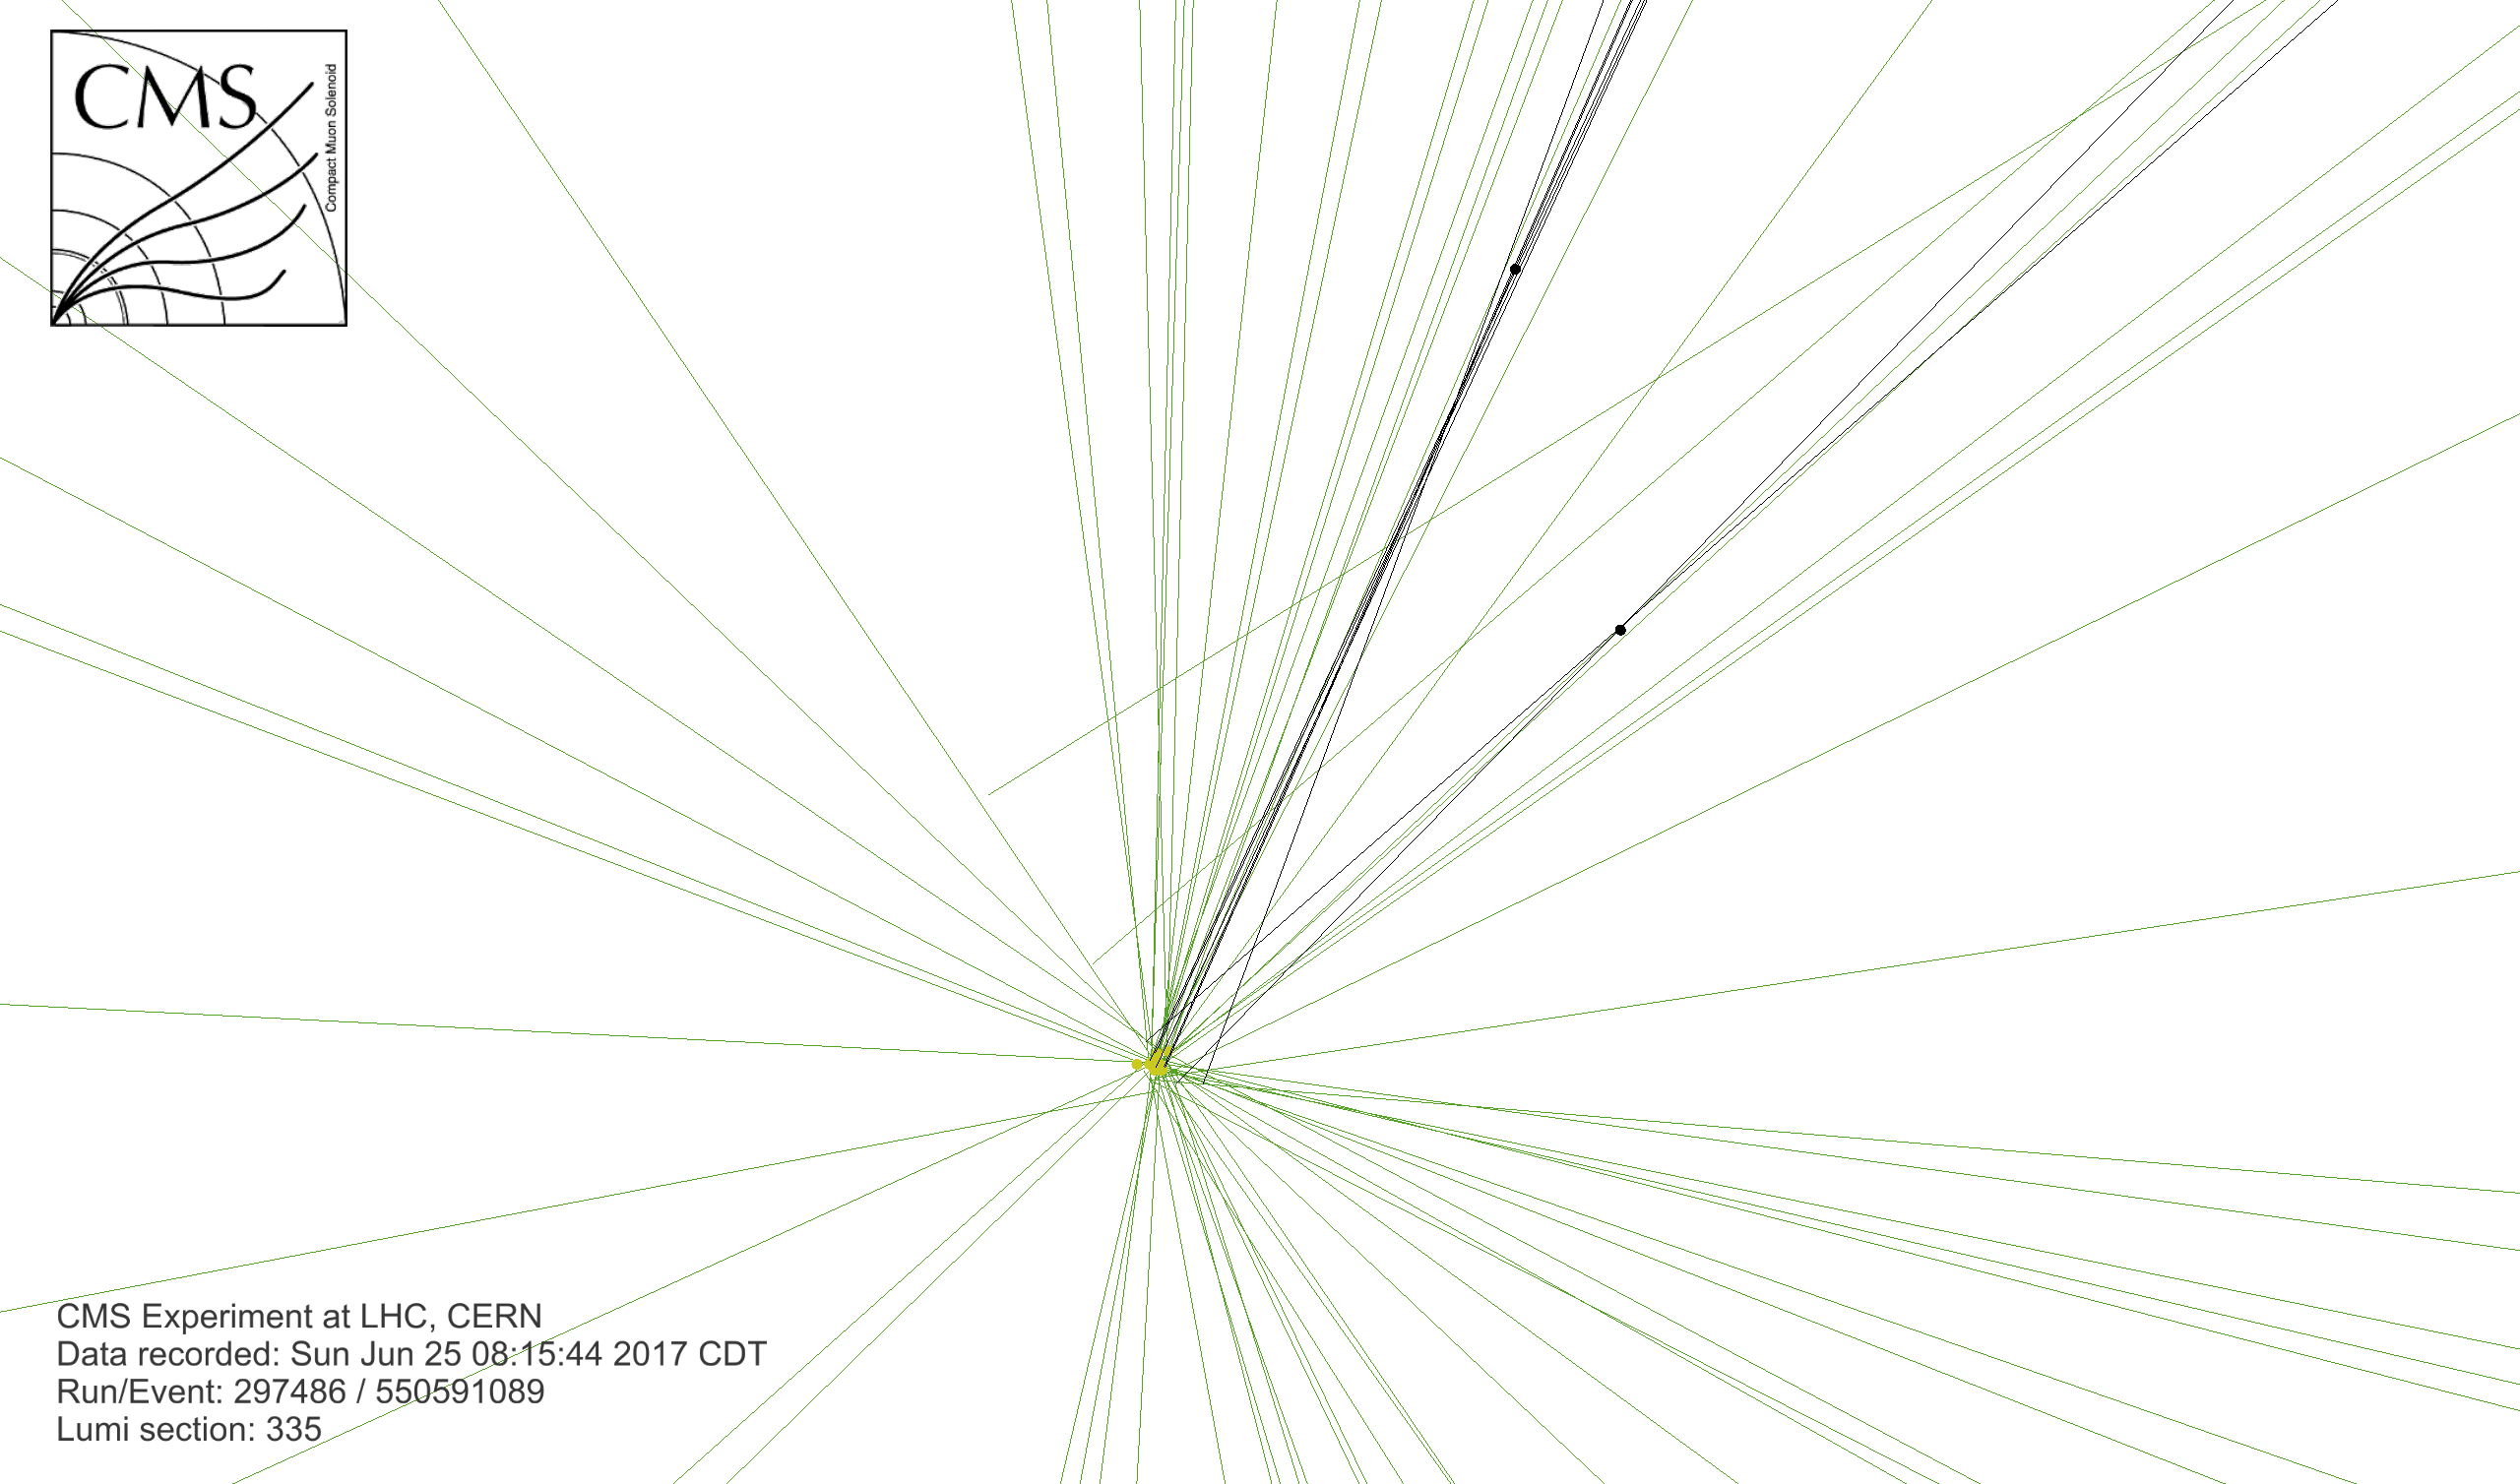 CMS
Compact Muon Solenoid
CMS Experiment at LHC, CERN
Data recorded: Sun Jun 25 08:15:44 2017 CDT
Run/Event: 297486 / 550591089
Lumi section: 335